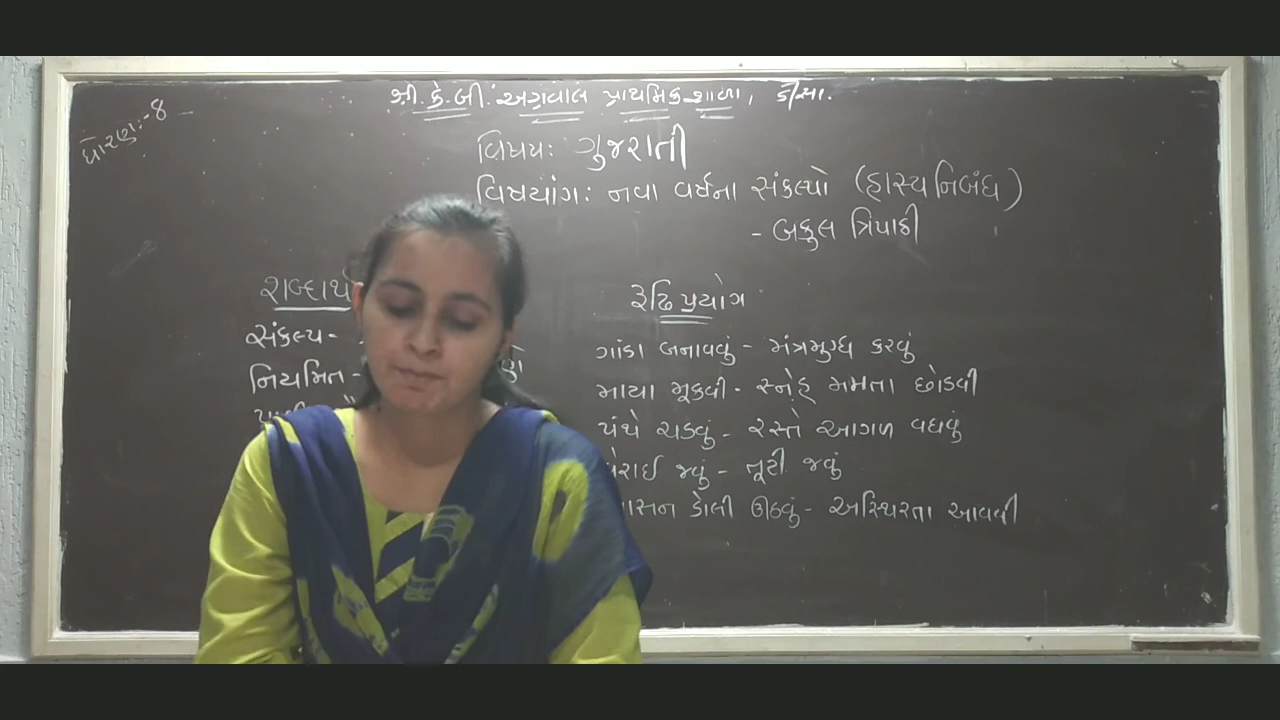 શ્રી. કે. બી. અગ્રવાલ પ્રાથમિક શાળા, ડીસા.
ધોરણ:-8
વિષય: ગુજરાતી
વિષયાંગ: નવા વર્ષના સંકલ્પો (હાસ્યનિબંધ)
- બકુલ ત્રિપાઠી
શબ્દાર્થ
સંકલ્પ-
નિયમિત-
રૂઢિપ્રયોગ
ગાંડા બનાવવું - મંત્રમુગ્ધ કરવું
માયા મૂકવી - સ્નેહ મમતા છોડવી
પંથે ચડવું - રસ્તે આગળ વધવું
જવું - તૂટી જવું
ડોલી ઊઠવું - અસ્થિરતા આવવી